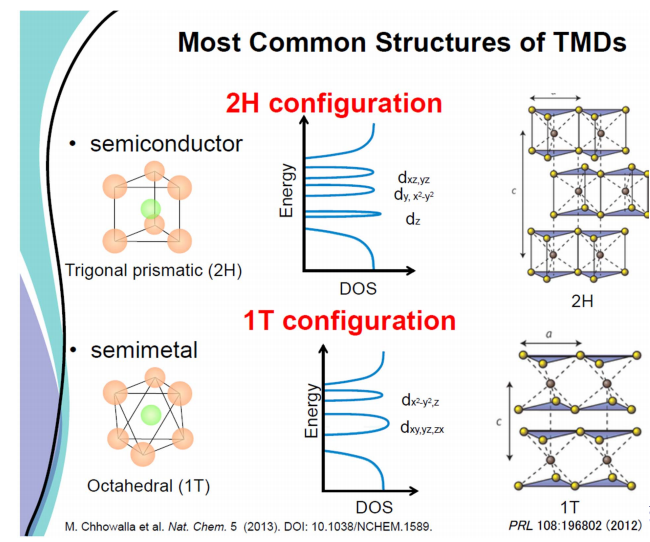 Most Common Structures of TMDs
2H configuration
• semiconductor
Energy
dxz,yz
dy, x²-y²
dz
DOS
Trigonal prismatic (2H)
c
2H
1T configuration
• semimetal
Energy
dx²-y²,z
dxy,yz,zx
DOS
Octahedral (1T)
a
c
1T
M. Chhowalla et al. Nat. Chem. 5 (2013). DOI: 10.1038/NCHEM.1589.
PRL 108:196802 (2012)